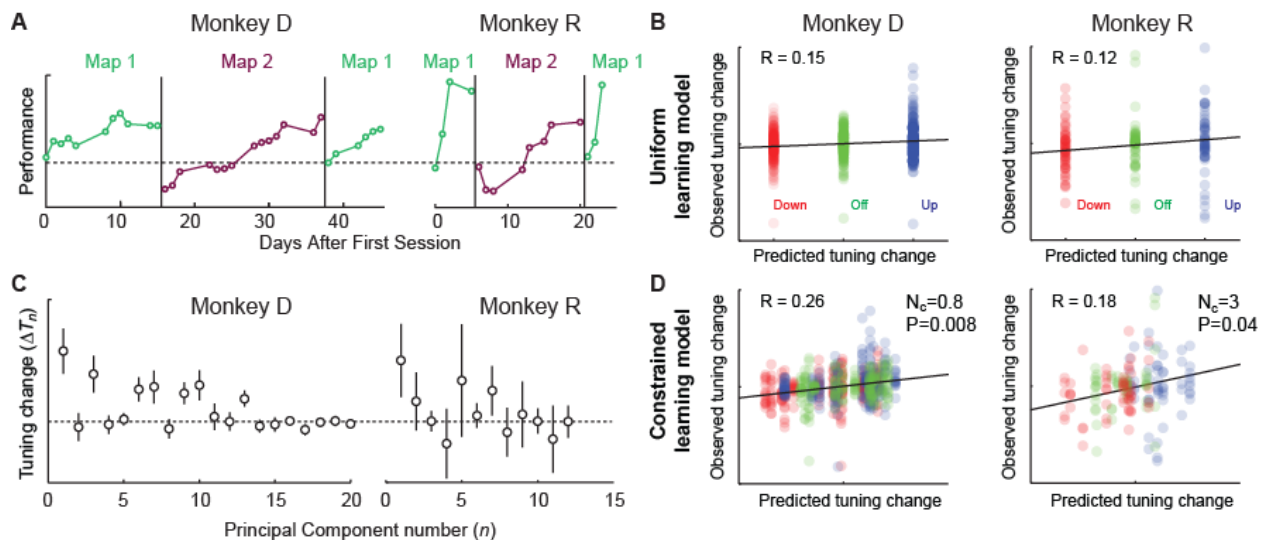 A
Monkey D
Monkey R
Map 1
Map 2
Map 1
Map 1
Map 2
Map 1
Performance
0
10
20
30
40
0
10
20
Days After First Session
B
Monkey D
Monkey R
Uniform
learning model
Observed tuning change
R = 0.15
Down
Off
Up
Predicted tuning change
Observed tuning change
R = 0.12
Down
Off
Up
Predicted tuning change
C
Monkey D
Monkey R
Tuning change (ΔTn)
0
5
10
15
20
0
5
10
15
Principal Component number (n)
D
Constrained
learning model
Observed tuning change
R = 0.26
Nc=0.8
P=0.008
Predicted tuning change
Observed tuning change
R = 0.18
Nc=3
P=0.04
Predicted tuning change